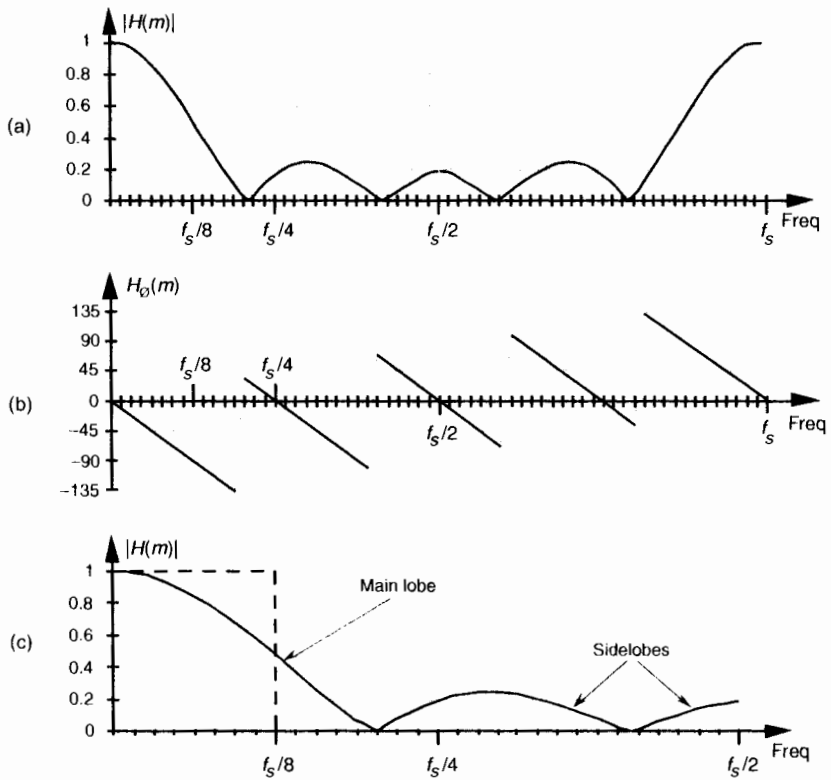 |H(m)|
1
0.8
0.6
(a)
0.4
0.2
0
f_s/8 f_s/4 f_s/2 f_s Freq
H_Ø(m)
135
90
45
f_s/8 f_s/4
(b)
0
f_s/2 f_s Freq
−45
−90
−135
|H(m)|
1
0.8
Main lobe
0.6
(c)
Sidelobes
0.4
0.2
0
Freq
f_s/8 f_s/4 f_s/2